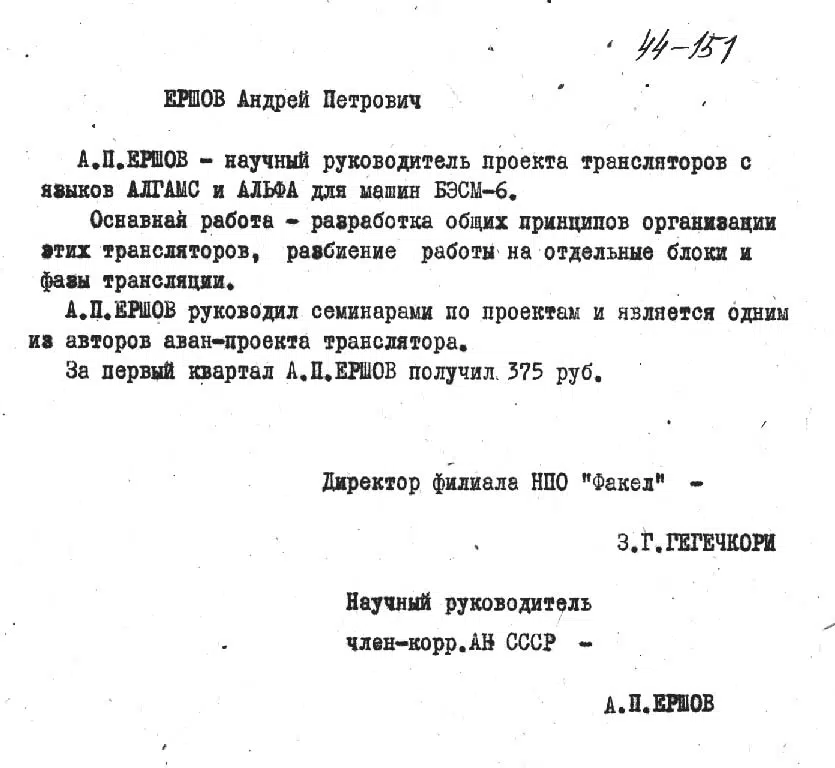 44-151
ЕРШОВ Андрей Петрович
А.П.ЕРШОВ - научный руководитель проекта трансляторов с
языков АЛГАМС и АЛЬФА для машин БЭСМ-6.
Оснавная работа - разработка общих принципов организации
этих трансляторов, разбиение работы на отдельные блоки и
фазы трансляции.
А.П.ЕРШОВ руководил семинарами по проектам и является одним
из авторов аван-проекта транслятора.
За первый квартал А.П.ЕРШОВ получил 375 руб.
Директор филиала НПО "Факел" -
З.Г.ГЕГЕЧКОРИ
Научный руководитель
член-корр.АН СССР -
А.П.ЕРШОВ